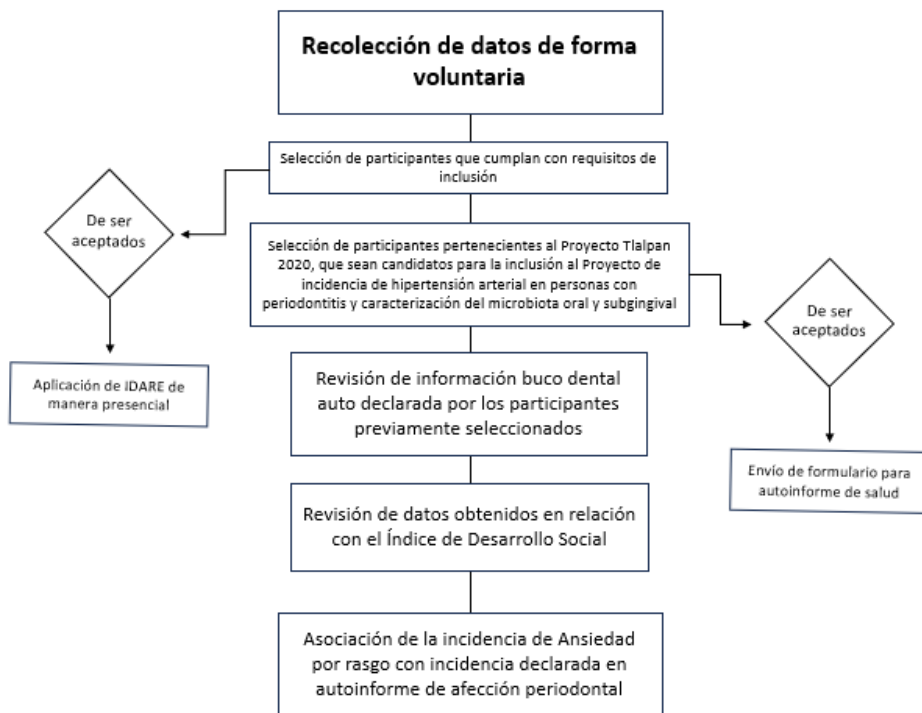 Recolección de datos de forma
voluntaria
Selección de participantes que cumplan con requisitos de
inclusión
De ser
aceptados
Aplicación de IDARE de
manera presencial
Selección de participantes pertenecientes al Proyecto Tlalpan
2020, que sean candidatos para la inclusión al Proyecto de
incidencia de hipertensión arterial en personas con
periodontitis y caracterización del microbiota oral y subgingival
De ser
aceptados
Envío de formulario para
autoinforme de salud
Revisión de información buco dental
auto declarada por los participantes
previamente seleccionados
Revisión de datos obtenidos en relación
con el Índice de Desarrollo Social
Asociación de la incidencia de Ansiedad
por rasgo con incidencia declarada en
autoinforme de afección periodontal